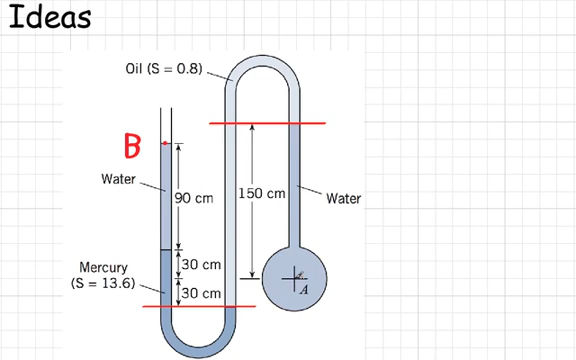 Ideas
Oil (S = 0.8)
B
Water
90 cm
150 cm
Water
Mercury
(S = 13.6)
30 cm
30 cm
A